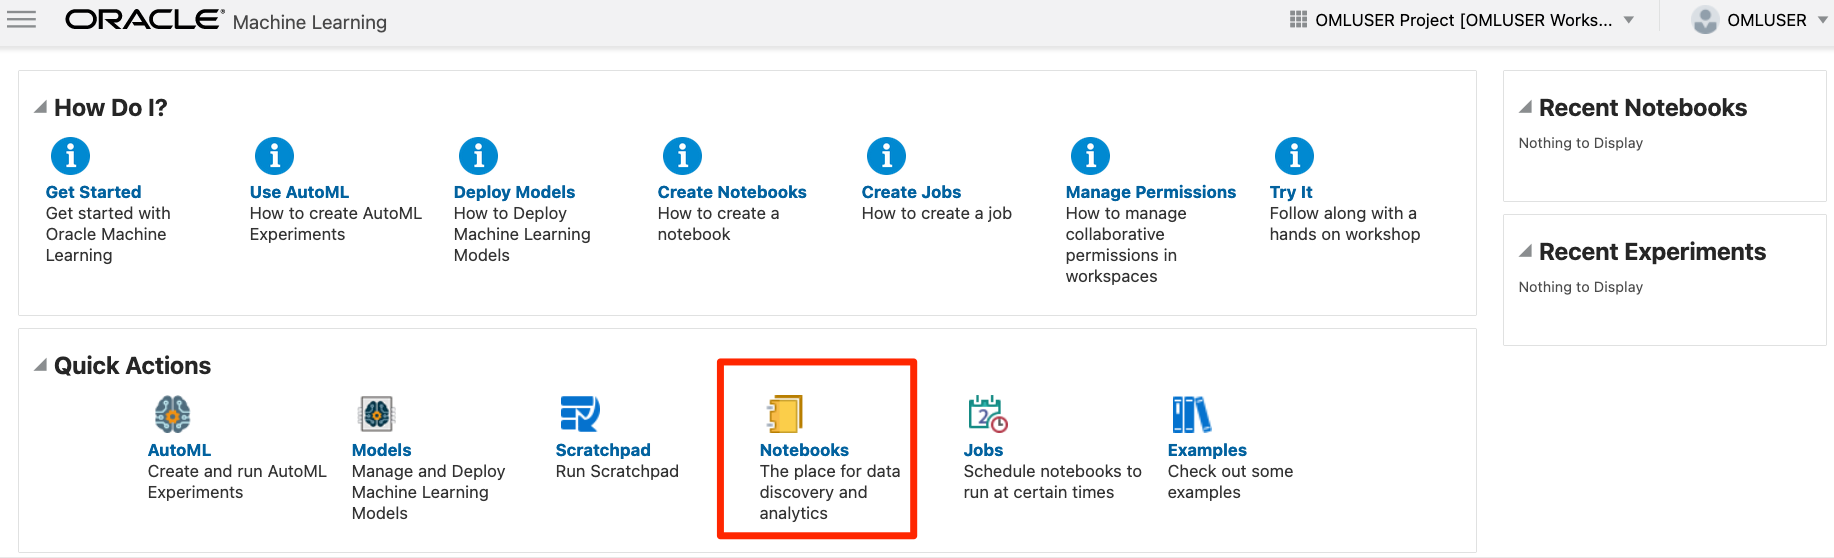 ORACLE® Machine Learning
OMLUSER Project [OMLUSER Works...
OMLUSER
How Do I?
Get Started
Get started with
Oracle Machine
Learning
Use AutoML
How to create AutoML
Experiments
Deploy Models
How to Deploy
Machine Learning
Models
Create Notebooks
How to create a
notebook
Create Jobs
How to create a job
Manage Permissions
How to manage
collaborative
permissions in
workspaces
Try It
Follow along with a
hands on workshop
Recent Notebooks
Nothing to Display
Recent Experiments
Nothing to Display
Quick Actions
AutoML
Create and run AutoML
Experiments
Models
Manage and Deploy
Machine Learning
Models
Scratchpad
Run Scratchpad
Notebooks
The place for data
discovery and
analytics
2
Jobs
Schedule notebooks to
run at certain times
Examples
Check out some
examples